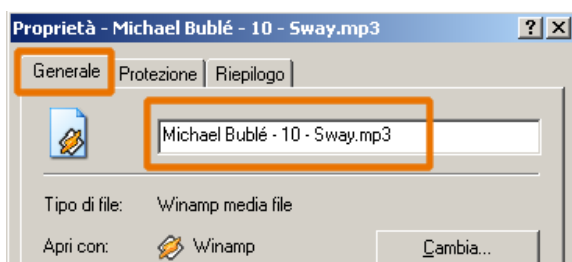 Proprietà - Michael Bublé - 10 - Sway.mp3
Generale Protezione Riepilogo
Michael Bublé - 10 - Sway.mp3
Tipo di file: Winamp media file
Apri con: Winamp Cambia...